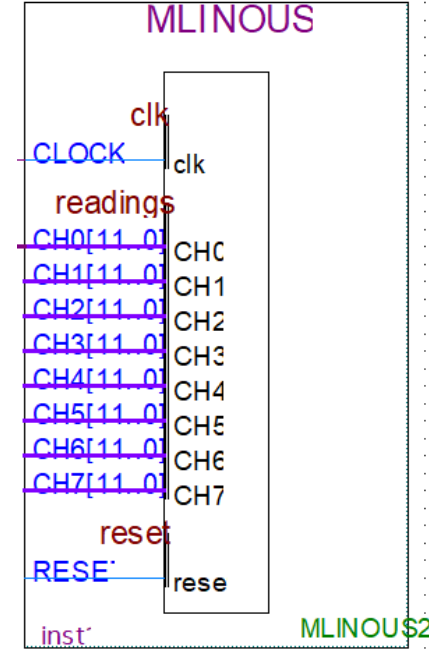 MLINOUS
clk
CLOCK
clk
readings
CH0[11..0]
CH0
CH1[11..0]
CH1
CH2[11..0]
CH2
CH3[11..0]
CH3
CH4[11..0]
CH4
CH5[11..0]
CH5
CH6[11..0]
CH6
CH7[11..0]
CH7
reset
RESET
rese
inst1
MLINOUS2